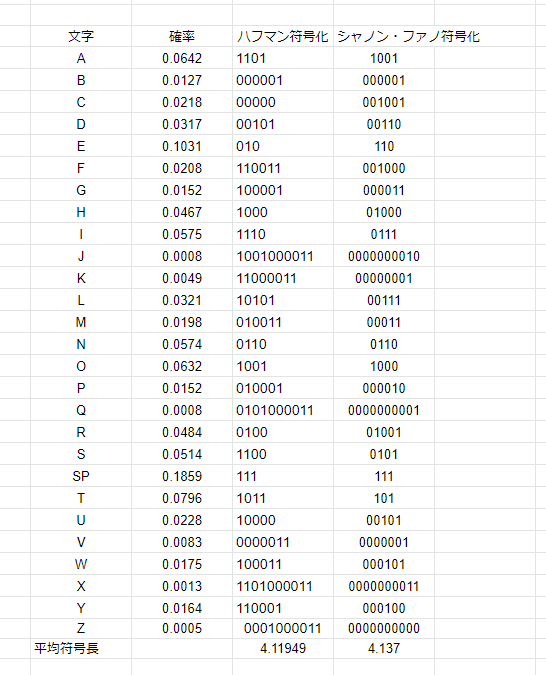 文字 確率 ハフマン符号化 シャノン・ファノ符号化
A 0.0642 1101 1001
B 0.0127 000001 000001
C 0.0218 00000 001001
D 0.0317 00101 00110
E 0.1031 010 110
F 0.0208 110011 001000
G 0.0152 100001 000011
H 0.0467 1000 01000
I 0.0575 1110 0111
J 0.0008 1001000011 0000000010
K 0.0049 11000011 00000001
L 0.0321 10101 00111
M 0.0198 010011 00011
N 0.0574 0110 0110
O 0.0632 1001 1000
P 0.0152 010001 000010
Q 0.0008 0101000011 0000000001
R 0.0484 0100 01001
S 0.0514 1100 0101
SP 0.1859 111 111
T 0.0796 1011 101
U 0.0228 10000 00101
V 0.0083 0000011 0000001
W 0.0175 100011 000101
X 0.0013 1101000011 0000000011
Y 0.0164 110001 000100
Z 0.0005 0001000011 0000000000
平均符号長 4.11949 4.137